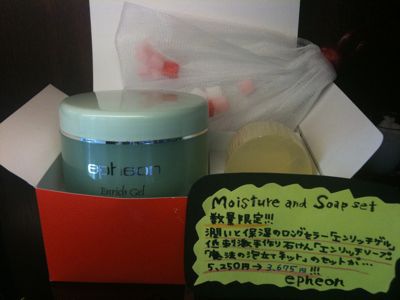 epheon
Enrich Gel
Moisture and Soap set
数量限定!!!
潤いと保湿のロングセラー「エンリッチゲル」
低刺激手作り石けん「エンリッチソープ」
「魔法の泡立てネット」のセットが…
5,250円→3,675円!!!
epheon